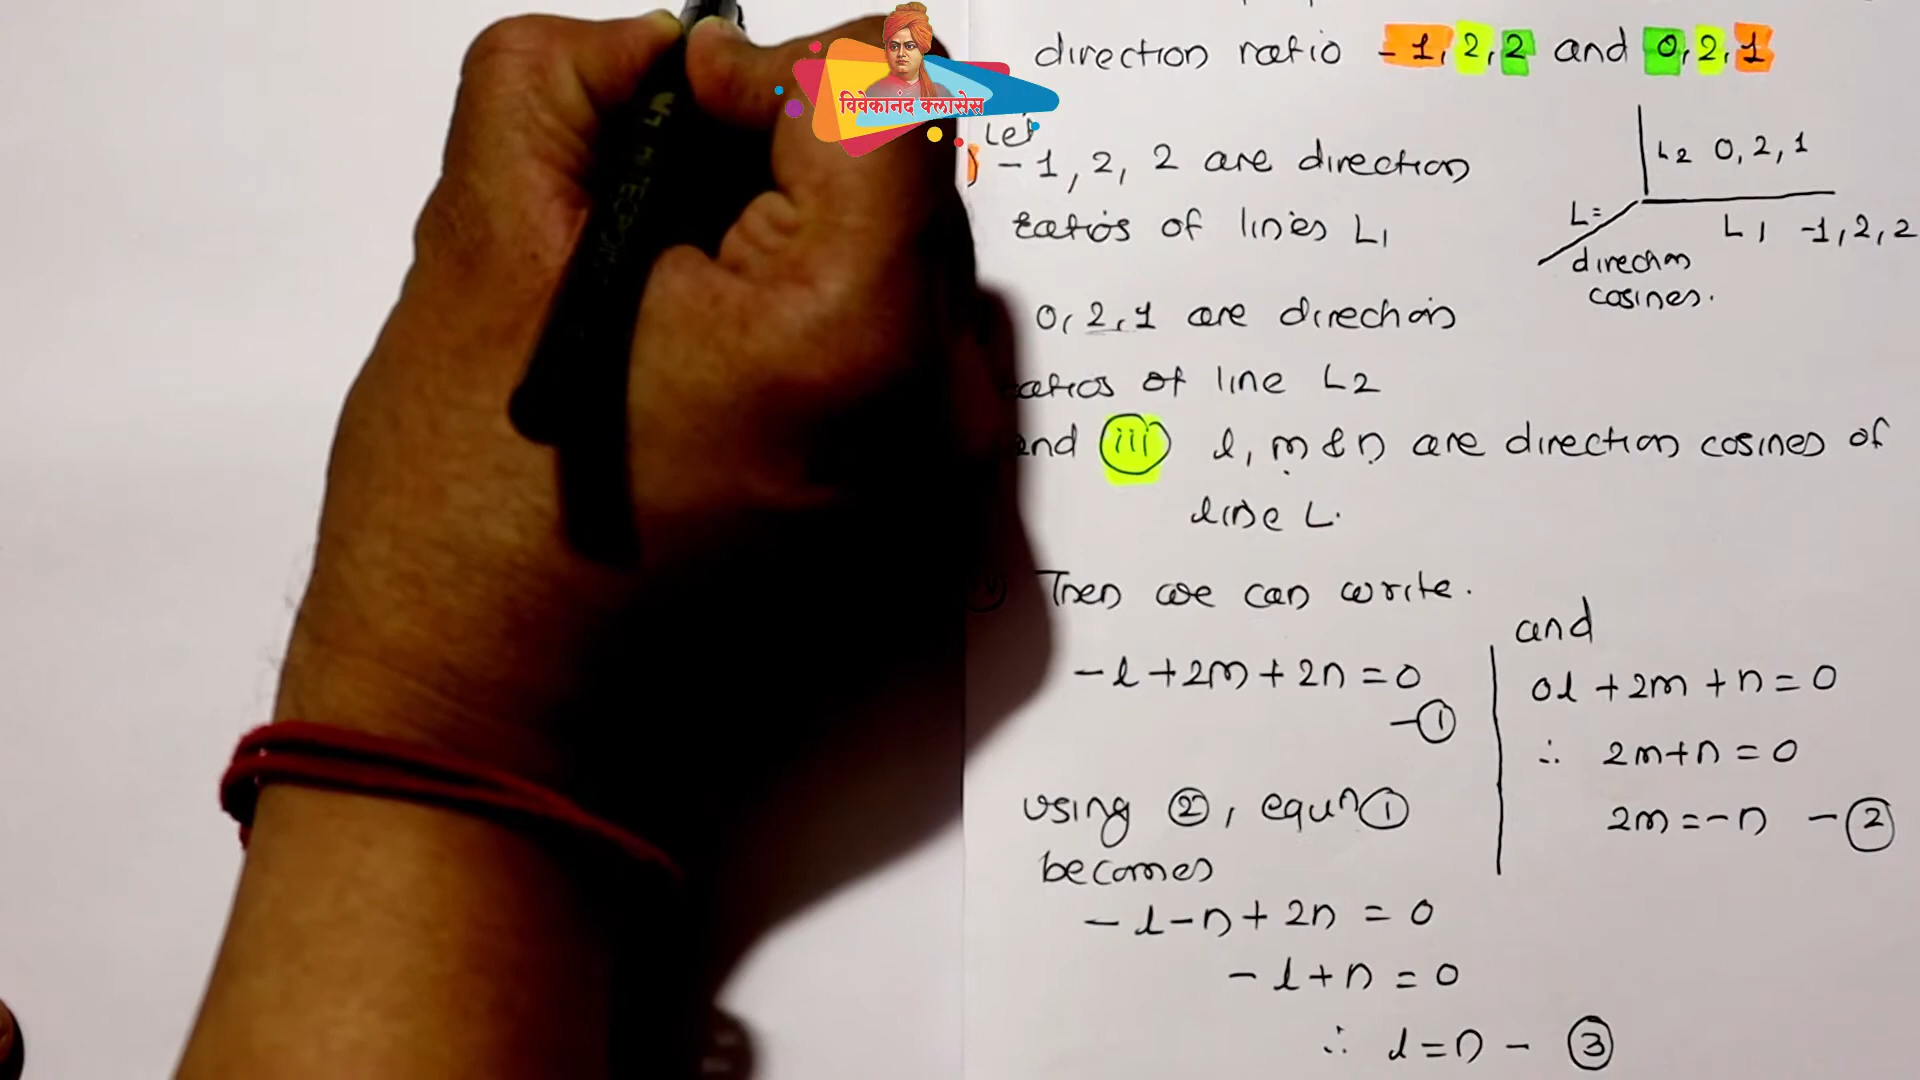 direction ratio -1, 2, 2 and 0, 2, 1
विवेकानंद क्लासेस
Let
- 1, 2, 2 are direction
ratios of lines L1
L2 0, 2, 1
L=
L1 -1, 2, 2
direction
cosines.
0, 2, 1 are direction
ratios of line L2
and iii l, m & n are direction cosines of
line L.
Then we can write.
and
-l + 2m + 2n = 0
- 1
0l + 2m + n = 0
∴ 2m + n = 0
2m = -n - 2
using 2, equn 1
becomes
-l - n + 2n = 0
-l + n = 0
∴ l = n - 3